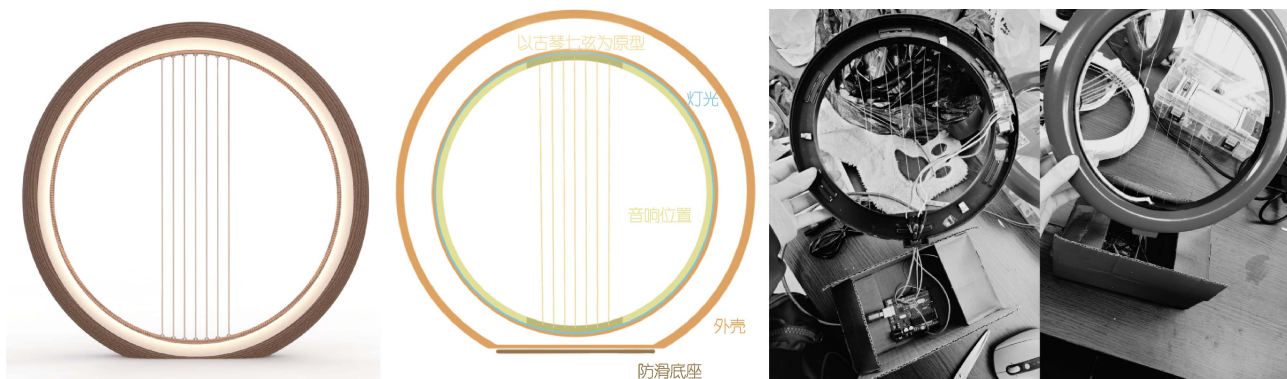 以古琴七弦为原型
灯光
音响位置
外壳
防滑底座